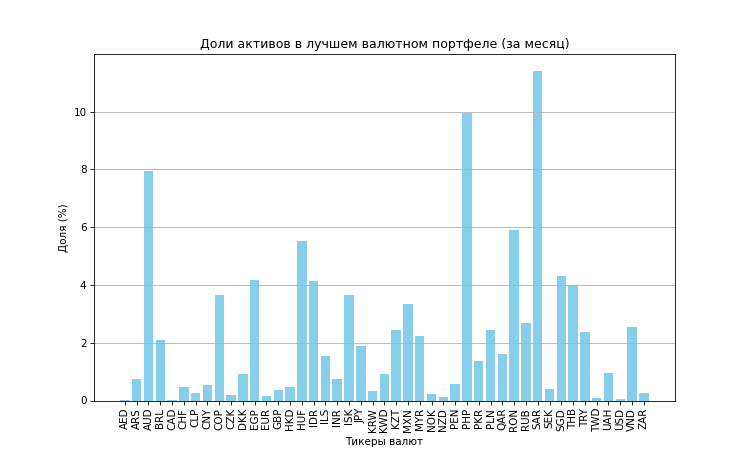 Доли активов в лучшем валютном портфеле (за месяц)
Доля (%)
10
8
6
4
2
0
AED
ARS
AUD
BRL
CAD
CHF
CLP
CNY
COP
CZK
DKK
EGP
EUR
GBP
HKD
HUF
IDR
ILS
INR
ISK
JPY
KRW
KWD
KZT
MXN
MYR
NOK
NZD
PEN
PHP
PKR
PLN
QAR
RON
RUB
SAR
SEK
SGD
THB
TRY
TWD
UAH
USD
VND
ZAR
Тикеры валют